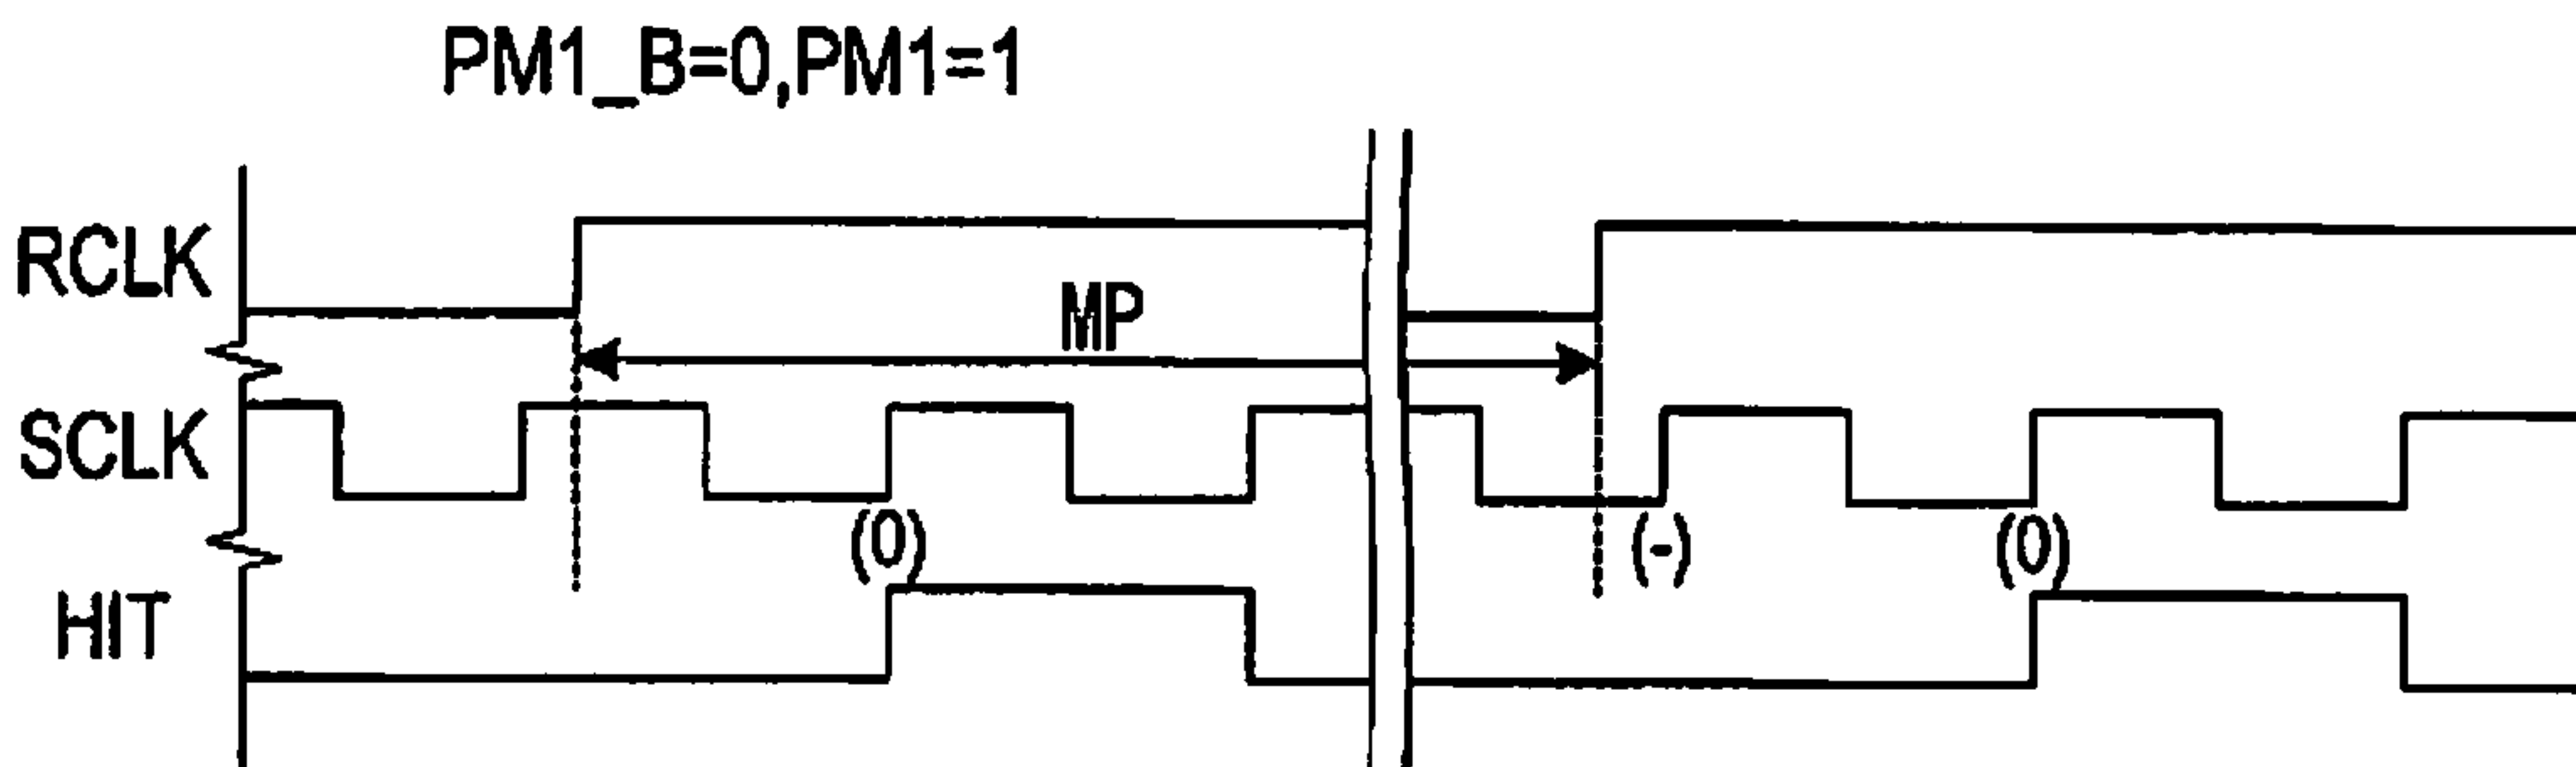 PM1_B=0,PM1=1
RCLK
MP
SCLK
(0)
(-)
(0)
HIT